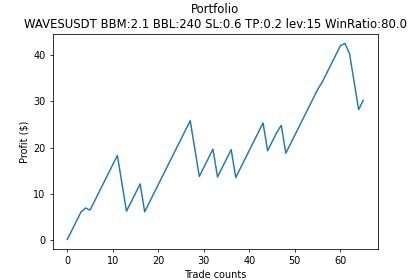 Portfolio
WAVESUSDT BBM:2.1 BBL:240 SL:0.6 TP:0.2 lev:15 WinRatio:80.0
Profit ($)
40
30
20
10
0
0 10 20 30 40 50 60
Trade counts